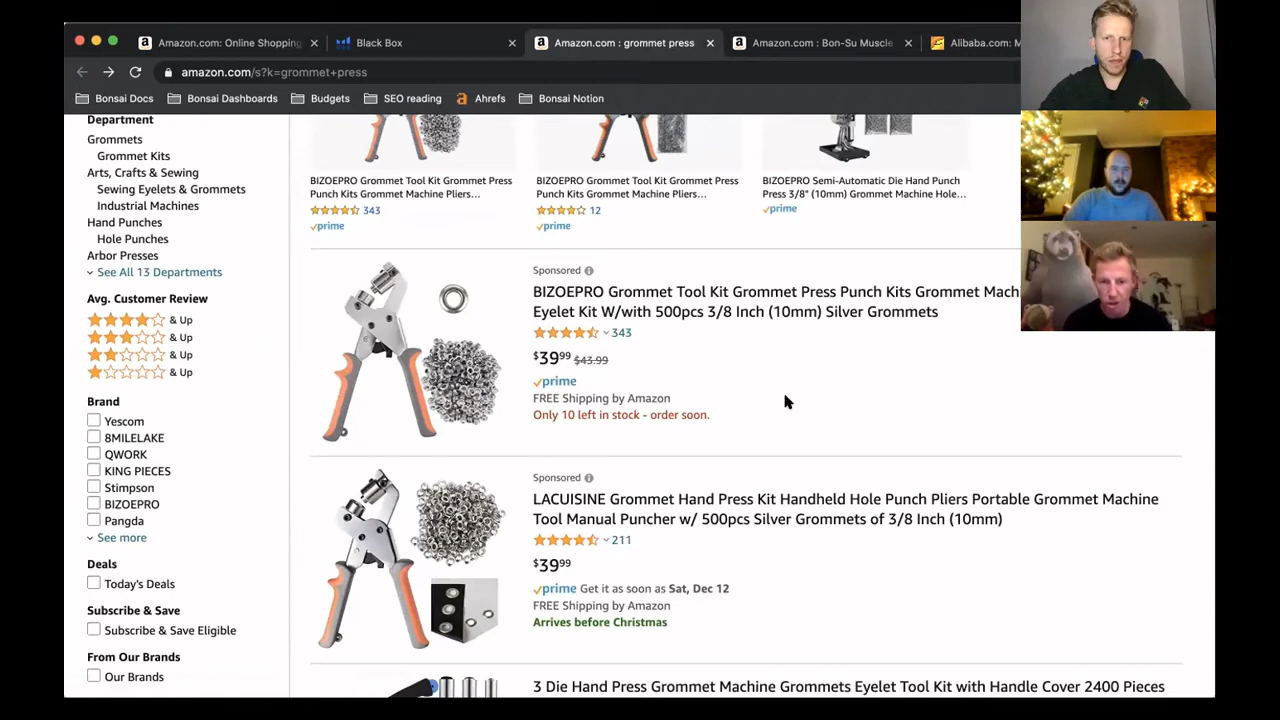 Amazon.com: Online Shopping
Black Box
Amazon.com : grommet press
Amazon.com : Bon-Su Muscle
Alibaba.com: M
amazon.com/s?k=grommet+press
Bonsai Docs
Bonsai Dashboards
Budgets
SEO reading
Ahrefs
Bonsai Notion
Department
Grommets
Grommet Kits
Arts, Crafts & Sewing
Sewing Eyelets & Grommets
Industrial Machines
Hand Punches
Hole Punches
Arbor Presses
See All 13 Departments
Avg. Customer Review
& Up
& Up
& Up
& Up
Brand
Yescom
8MILELAKE
QWORK
KING PIECES
Stimpson
BIZOEPRO
Pangda
See more
Deals
Today's Deals
Subscribe & Save
Subscribe & Save Eligible
From Our Brands
Our Brands
BIZOEPRO Grommet Tool Kit Grommet Press
Punch Kits Grommet Machine Pliers…
343
prime
BIZOEPRO Grommet Tool Kit Grommet Press
Punch Kits Grommet Machine Pliers…
12
prime
BIZOEPRO Semi-Automatic Die Hand Punch
Press 3/8" (10mm) Grommet Machine Hole…
prime
Sponsored
BIZOEPRO Grommet Tool Kit Grommet Press Punch Kits Grommet Mach
Eyelet Kit W/with 500pcs 3/8 Inch (10mm) Silver Grommets
343
$39⁹⁹ $43.99
prime
FREE Shipping by Amazon
Only 10 left in stock - order soon.
Sponsored
LACUISINE Grommet Hand Press Kit Handheld Hole Punch Pliers Portable Grommet Machine
Tool Manual Puncher w/ 500pcs Silver Grommets of 3/8 Inch (10mm)
211
$39⁹⁹
prime Get it as soon as Sat, Dec 12
FREE Shipping by Amazon
Arrives before Christmas
3 Die Hand Press Grommet Machine Grommets Eyelet Tool Kit with Handle Cover 2400 Pieces